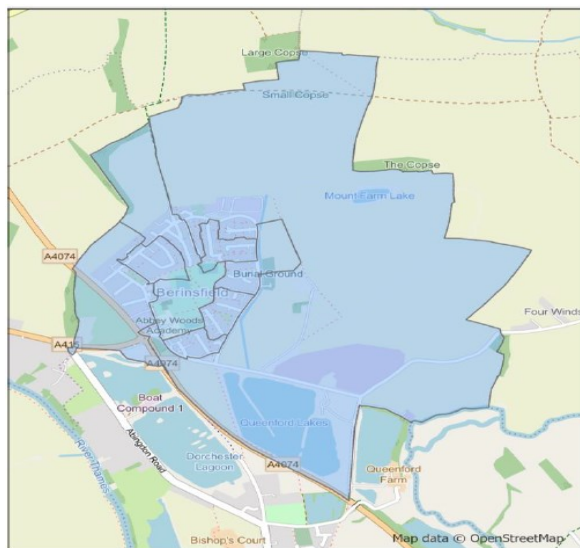 Large Copse
Small Copse
The Copse
Mount Farm Lake
A4074
Burial Ground
Berinsfield
Four Winds
Abbey Woods
Academy
A415
A4074
Boat
Compound 1
Abingdon Road
Queenford Lakes
River Thames
Dorchester
Lagoon
A4074
Queenford
Farm
Bishop's Court
Map data © OpenStreetMap